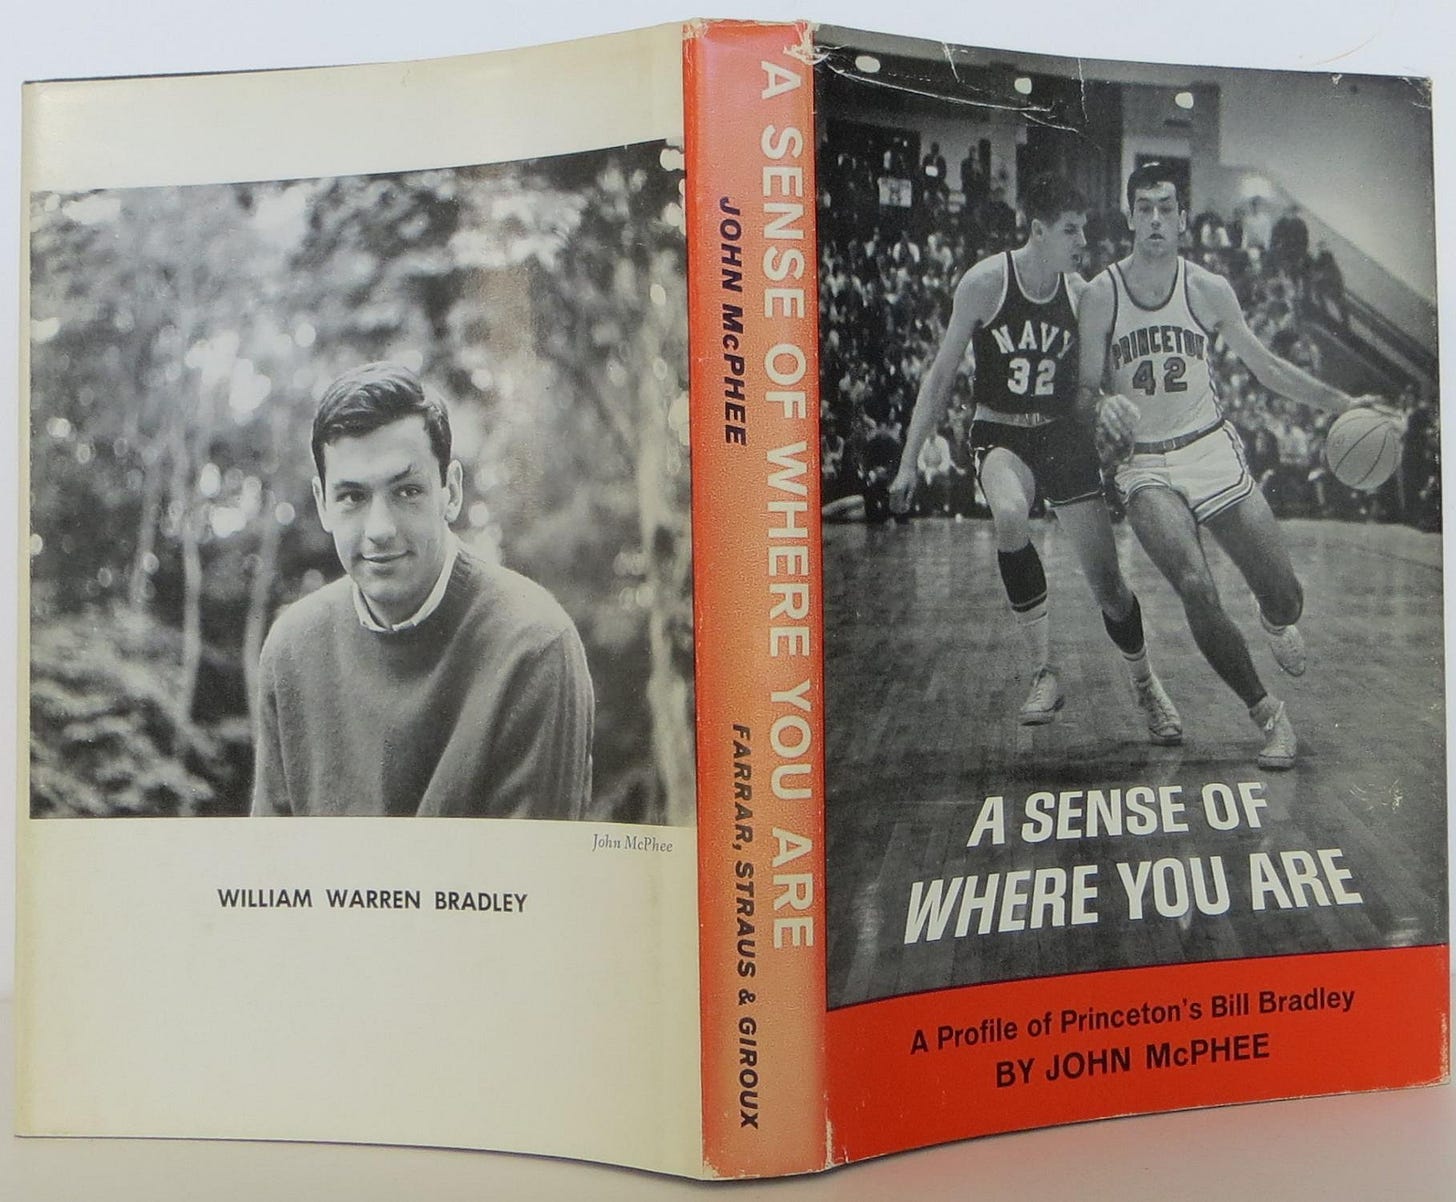 John McPhee
WILLIAM WARREN BRADLEY
A SENSE OF WHERE YOU ARE
JOHN McPHEE
FARRAR, STRAUS & GIROUX
NAVY
32
PRINCETON
42
A SENSE OF
WHERE YOU ARE
A Profile of Princeton's Bill Bradley
BY JOHN McPHEE